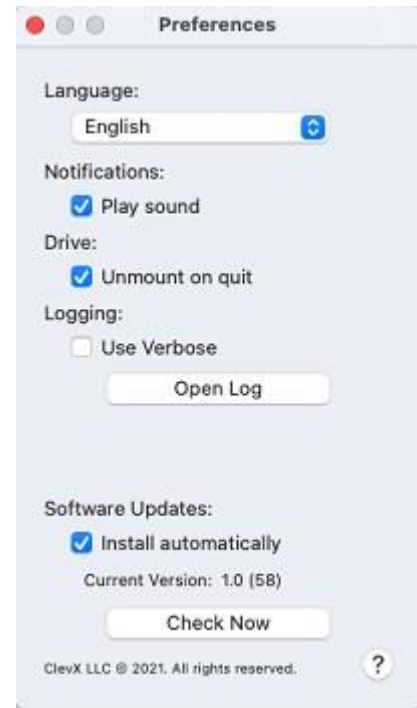 Preferences
Language:
English
Notifications:
Play sound
Drive:
Unmount on quit
Logging:
Use Verbose
Open Log
Software Updates:
Install automatically
Current Version: 1.0 (58)
Check Now
ClevX LLC © 2021. All rights reserved.
?